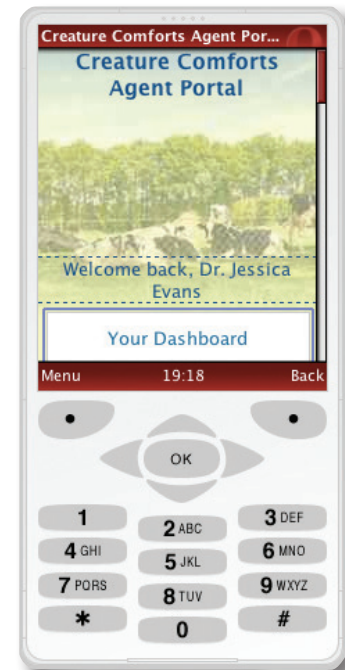 Creature Comforts Agent Por...
Creature Comforts
Agent Portal
Welcome back, Dr. Jessica
Evans
Your Dashboard
Menu 19:18 Back
OK
1
2 ABC
3 DEF
4 GHI
5 JKL
6 MNO
7 PQRS
8 TUV
9 WXYZ
*
0
#